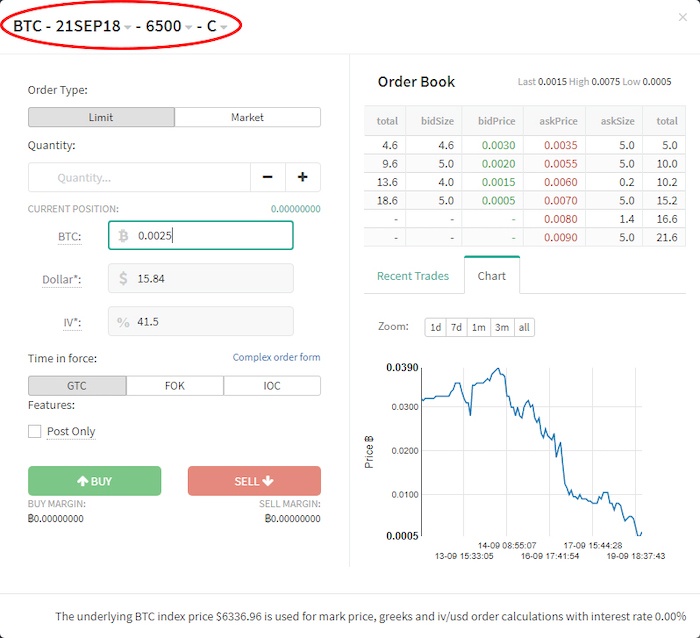 BTC - 21SEP18 - 6500 - C
×
Order Type:
Limit Market
Quantity:
Quantity... − +
CURRENT POSITION: 0.00000000
BTC: ฿ 0.0025
Dollar*: $ 15.84
IV*: % 41.5
Time in force: Complex order form
GTC FOK IOC
Features:
Post Only
BUY SELL
BUY MARGIN: SELL MARGIN:
฿0.00000000 ฿0.00000000
Order Book Last 0.0015 High 0.0075 Low 0.0005
total bidSize bidPrice askPrice askSize total
4.6 4.6 0.0030 0.0035 5.0 5.0
9.6 5.0 0.0020 0.0055 5.0 10.0
13.6 4.0 0.0015 0.0060 0.2 10.2
18.6 5.0 0.0005 0.0070 5.0 15.2
- - - 0.0080 1.4 16.6
- - - 0.0090 5.0 21.6
Recent Trades Chart
Zoom: 1d 7d 1m 3m all
0.0390
0.0300
0.0200
0.0100
0.0005
Price ฿
14-09 08:55:07 17-09 15:44:28
13-09 15:33:05 16-09 17:41:54 19-09 18:37:43
The underlying BTC index price $6336.96 is used for mark price, greeks and iv/usd order calculations with interest rate 0.00%